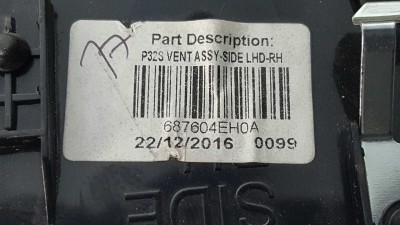 Part Description:
P32S VENT ASSY-SIDE LHD-RH
687604EH0A
22/12/2016 0099
SIDE